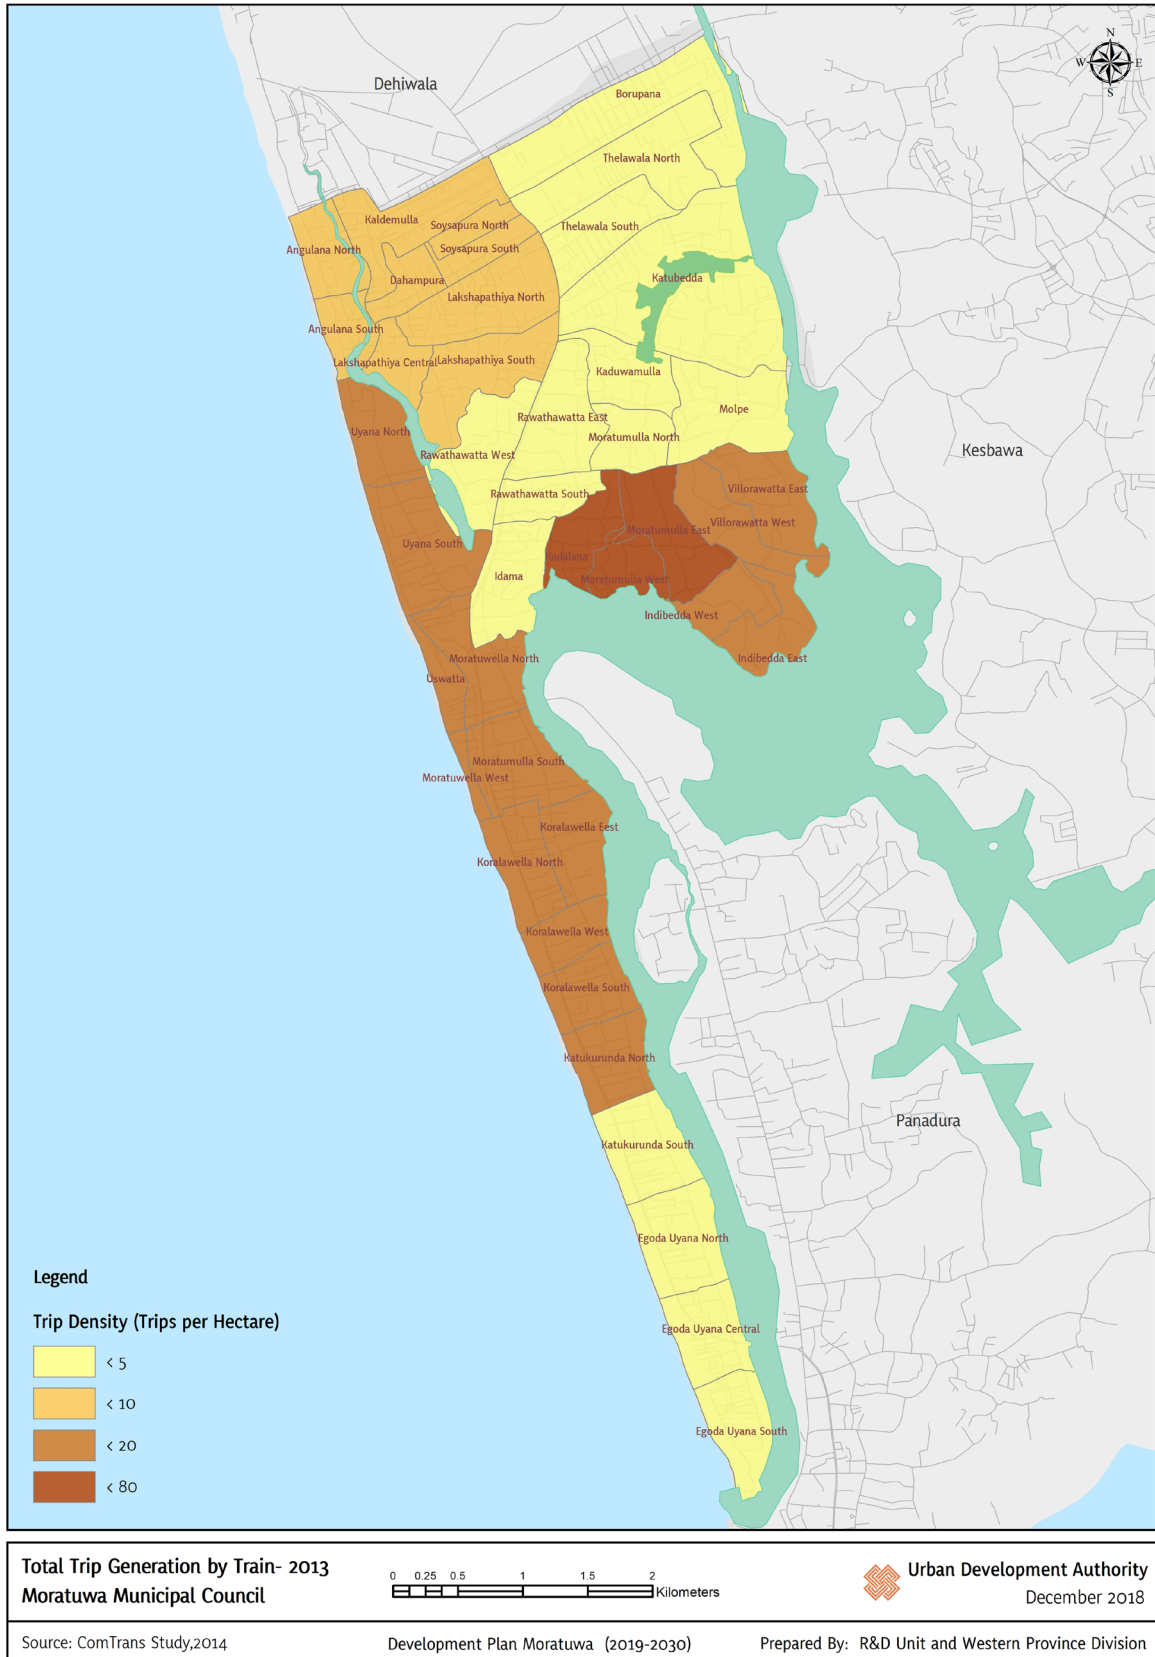 N
W E
S
Dehiwala
Borupana
Thelawala North
Kaldemulla
Soysapura North
Thelawala South
Angulana North
Soysapura South
Dahampura
Katubedda
Lakshapathiya North
Angulana South
Lakshapathiya Central
Lakshapathiya South
Kaduwamulla
Molpe
Rawathawatta East
Uyana North
Moratumulla North
Kesbawa
Rawathawatta West
Villorawatta East
Rawathawatta South
Villorawatta West
Moratumulla East
Uyana South
Kadalana
Idama
Moratumulla West
Indibedda West
Moratuwella North
Indibedda East
Uswatta
Moratumulla South
Moratuwella West
Koralawella Eest
Koralawella North
Koralawella West
Koralawella South
Katukurunda North
Panadura
Katukurunda South
Egoda Uyana North
Egoda Uyana Central
Egoda Uyana South
Legend
Trip Density (Trips per Hectare)
< 5
< 10
< 20
< 80
Total Trip Generation by Train- 2013
Moratuwa Municipal Council
0 0.25 0.5 1 1.5 2
Kilometers
Urban Development Authority
December 2018
Source: ComTrans Study,2014
Development Plan Moratuwa (2019-2030)
Prepared By: R&D Unit and Western Province Division